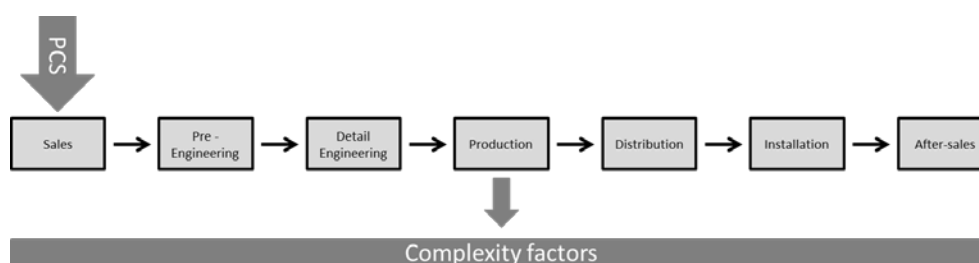 PCS
Sales
Pre -
Engineering
Detail
Engineering
Production
Distribution
Installation
After-sales
Complexity factors